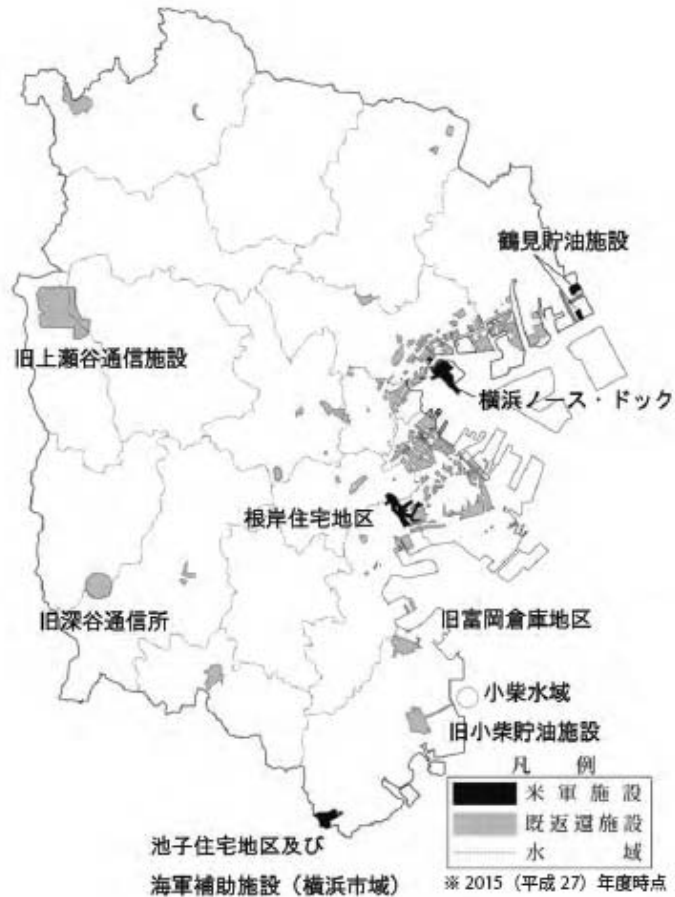 鶴見貯油施設
旧上瀬谷通信施設
横浜ノース・ドック
根岸住宅地区
旧深谷通信所
旧富岡倉庫地区
小柴水域
旧小柴貯油施設
池子住宅地区及び
海軍補助施設（横浜市域）
凡 例
米軍施設
既返還施設
水 域
※ 2015（平成 27）年度時点